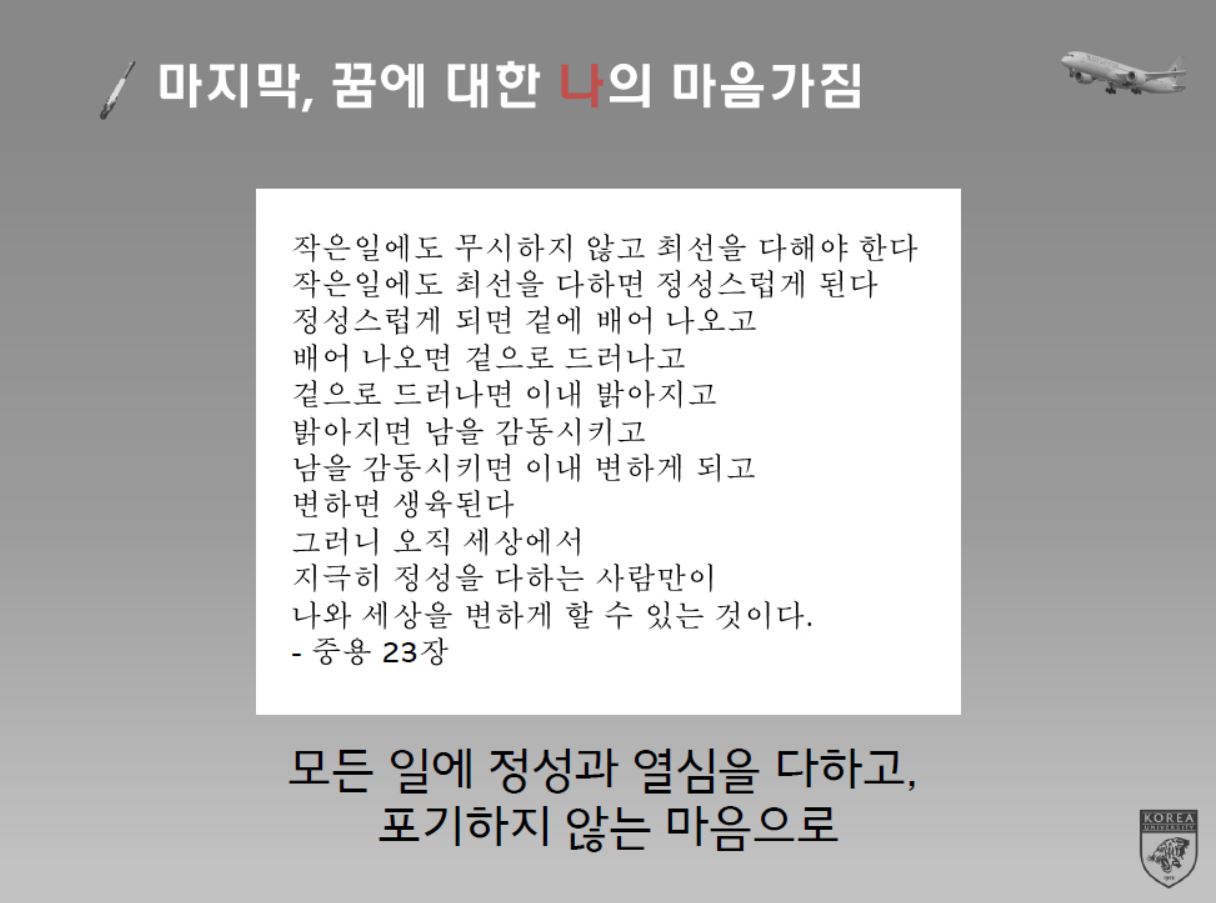 마지막, 꿈에 대한 나의 마음가짐
작은일에도 무시하지 않고 최선을 다해야 한다
작은일에도 최선을 다하면 정성스럽게 된다
정성스럽게 되면 겉에 배어 나오고
배어 나오면 겉으로 드러나고
겉으로 드러나면 이내 밝아지고
밝아지면 남을 감동시키고
남을 감동시키면 이내 변하게 되고
변하면 생육된다
그러니 오직 세상에서
지극히 정성을 다하는 사람만이
나와 세상을 변하게 할 수 있는 것이다.
- 중용 23장
모든 일에 정성과 열심을 다하고,
포기하지 않는 마음으로
KOREA
UNIVERSITY